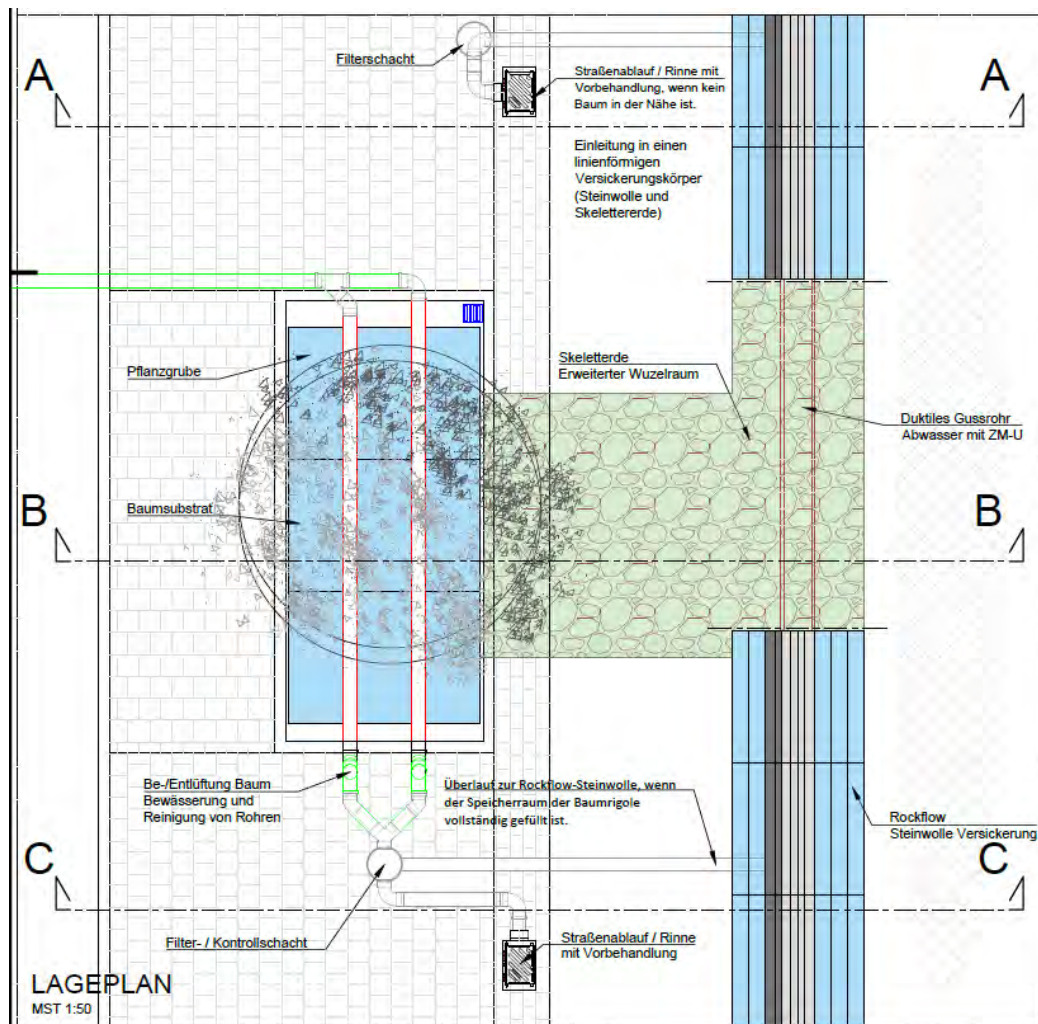 Filterschacht
A
A
Straßenablauf / Rinne mit
Vorbehandlung, wenn kein
Baum in der Nähe ist.
Einleitung in einen
linienförmigen
Versickerungskörper
(Steinwolle und
Skelettererde)
Pflanzgrube
Skeletterde
Erweiterter Wuzelraum
Duktiles Gussrohr
Abwasser mit ZM-U
B
Baumsubstrat
B
Be-/Entlüftung Baum
Bewässerung und
Reinigung von Rohren
Überlauf zur Rockflow-Steinwolle, wenn
der Speicherraum der Baumrigole
vollständig gefüllt ist.
Rockflow
Steinwolle Versickerung
C
C
Filter- / Kontrollschacht
Straßenablauf / Rinne
mit Vorbehandlung
LAGEPLAN
MST 1:50